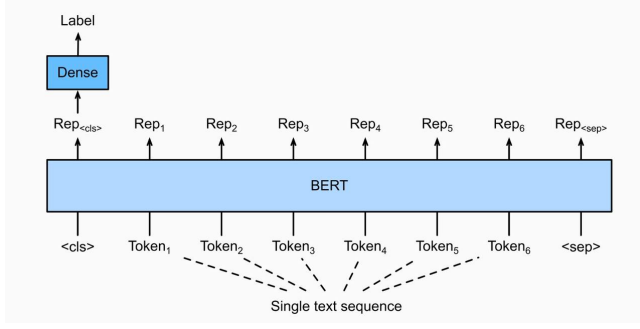 Label
Dense
Rep<cls> Rep1 Rep2 Rep3 Rep4 Rep5 Rep6 Rep<sep>
BERT
<cls> Token1 Token2 Token3 Token4 Token5 Token6 <sep>
Single text sequence